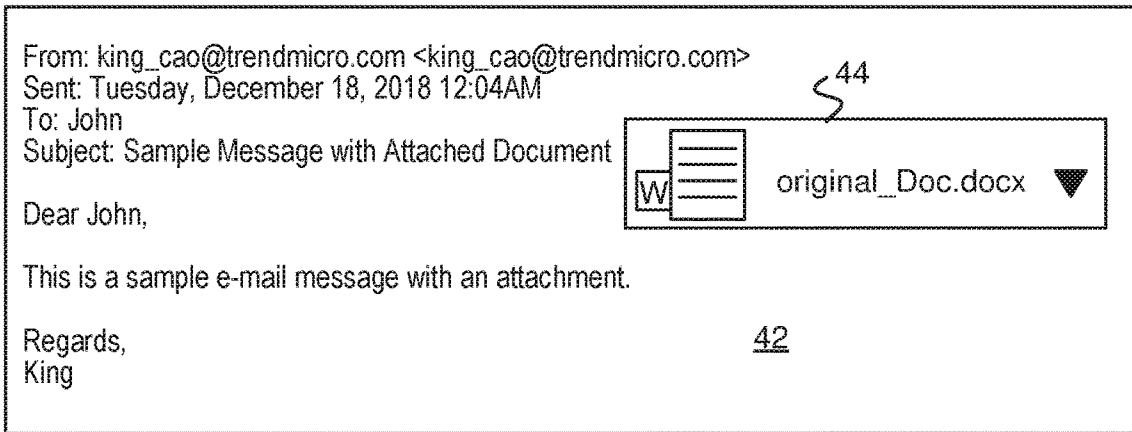 From: king_cao@trendmicro.com <king_cao@trendmicro.com>
Sent: Tuesday, December 18, 2018 12:04AM
To: John
Subject: Sample Message with Attached Document
44
W
original_Doc.docx
Dear John,
This is a sample e-mail message with an attachment.
Regards,
King
42